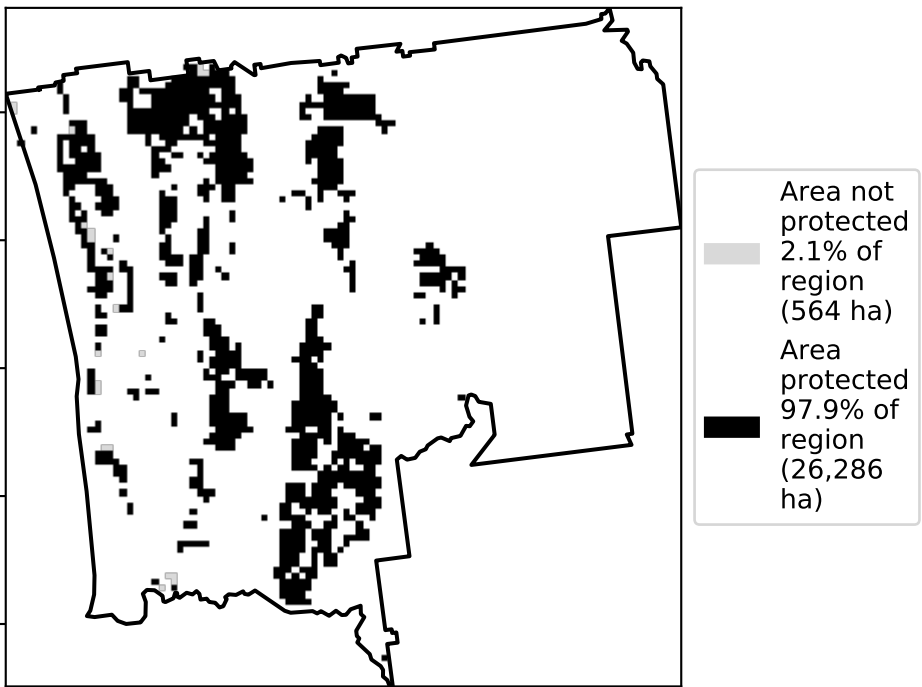 Area not
protected
2.1% of
region
(564 ha)
Area
protected
97.9% of
region
(26,286
ha)